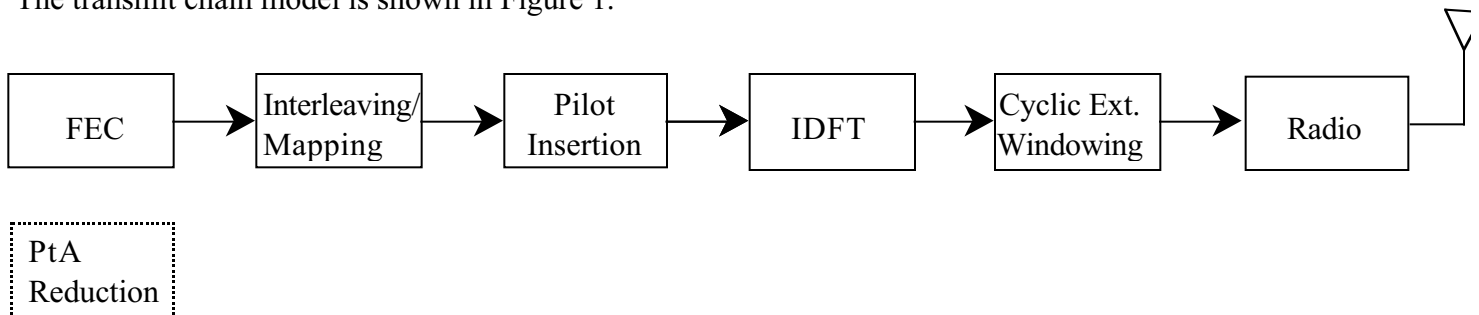 The transmit chain model is shown in Figure 1.
FEC
Interleaving/
Mapping
Pilot
Insertion
IDFT
Cyclic Ext.
Windowing
Radio
PtA
Reduction